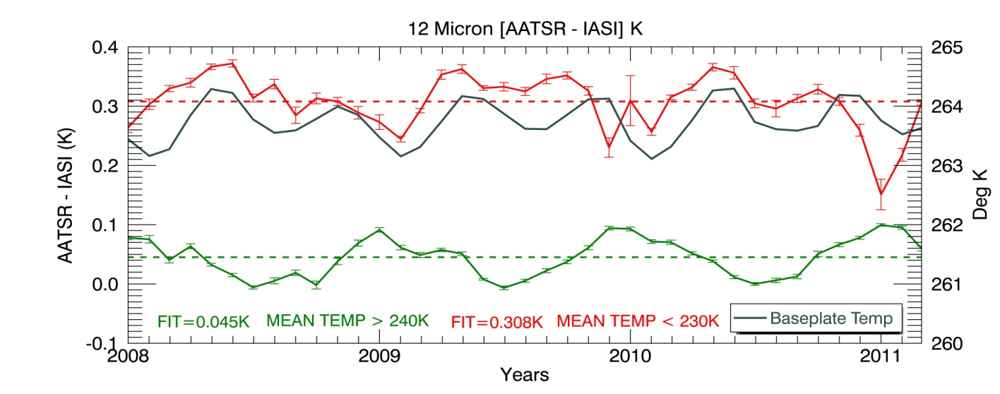 12 Micron [AATSR - IASI] K
0.4
0.3
0.2
0.1
0.0
-0.1
AATSR - IASI (K)
265
264
263
262
261
260
Deg K
FIT=0.045K MEAN TEMP > 240K FIT=0.308K MEAN TEMP < 230K
Baseplate Temp
2008 2009 2010 2011
Years